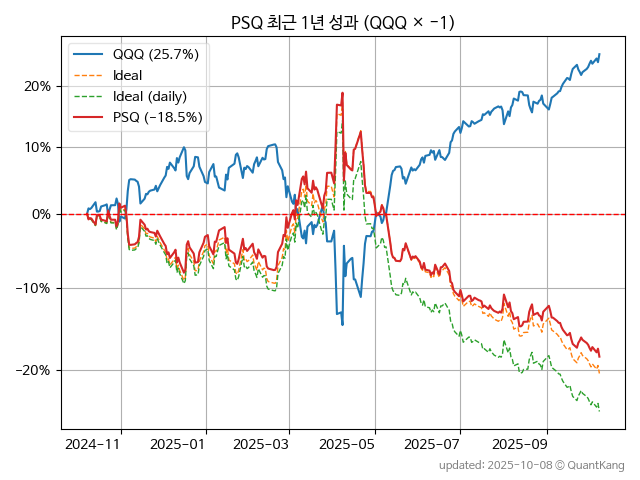 PSQ 최근 1년 성과 (QQQ × −1)
QQQ (25.7%)
Ideal
Ideal (daily)
PSQ (−18.5%)
20%
10%
0%
−10%
−20%
2024-11
2025-01
2025-03
2025-05
2025-07
2025-09
updated: 2025-10-08 © QuantKang